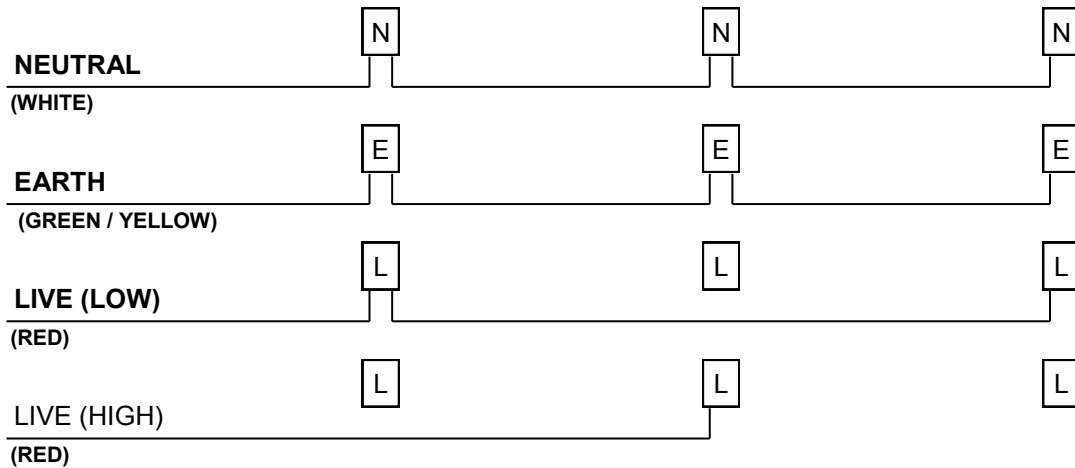 N N N
NEUTRAL
(WHITE)
E E E
EARTH
(GREEN / YELLOW)
L L L
LIVE (LOW)
(RED)
L L L
LIVE (HIGH)
(RED)